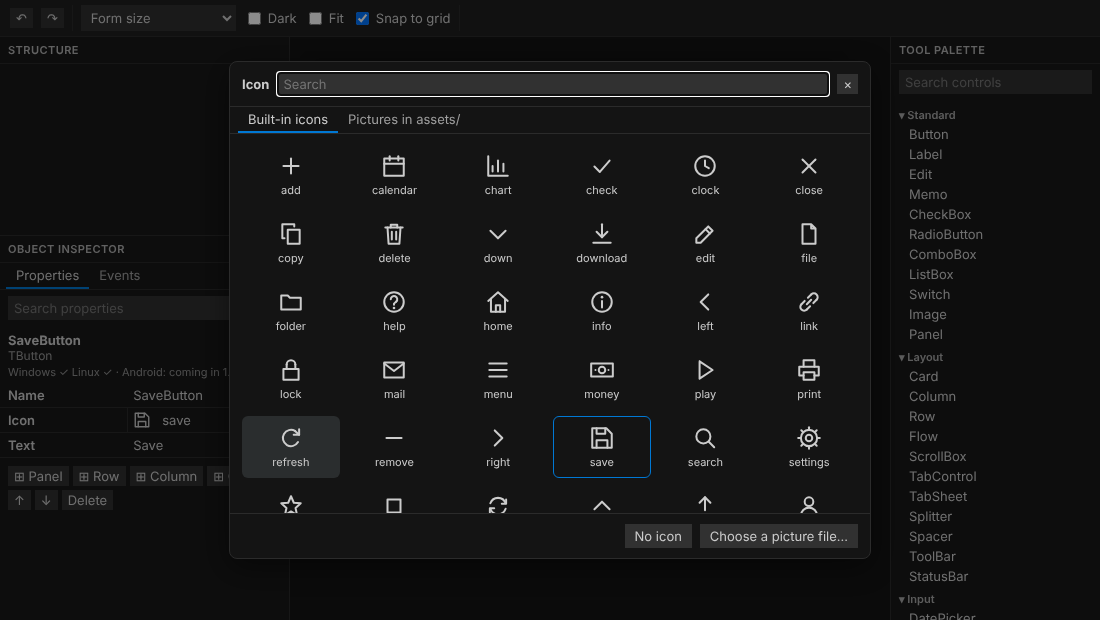 Form size
Dark
Fit
Snap to grid
STRUCTURE
TOOL PALETTE
Icon
Search
×
Search controls
Built-in icons
Pictures in assets/
Standard
Button
Label
Edit
Memo
CheckBox
RadioButton
ComboBox
ListBox
Switch
Image
Panel
Layout
Card
Column
Row
Flow
ScrollBox
TabControl
TabSheet
Splitter
Spacer
ToolBar
StatusBar
Input
DatePicker
add
calendar
chart
check
clock
close
copy
delete
down
download
edit
file
folder
help
home
info
left
link
lock
mail
menu
money
play
print
refresh
remove
right
save
search
settings
No icon
Choose a picture file...
OBJECT INSPECTOR
Properties
Events
Search properties
SaveButton
TButton
Windows ✓ Linux ✓ · Android: coming in 1.
Name
SaveButton
Icon
save
Text
Save
Panel
Row
Column
Delete